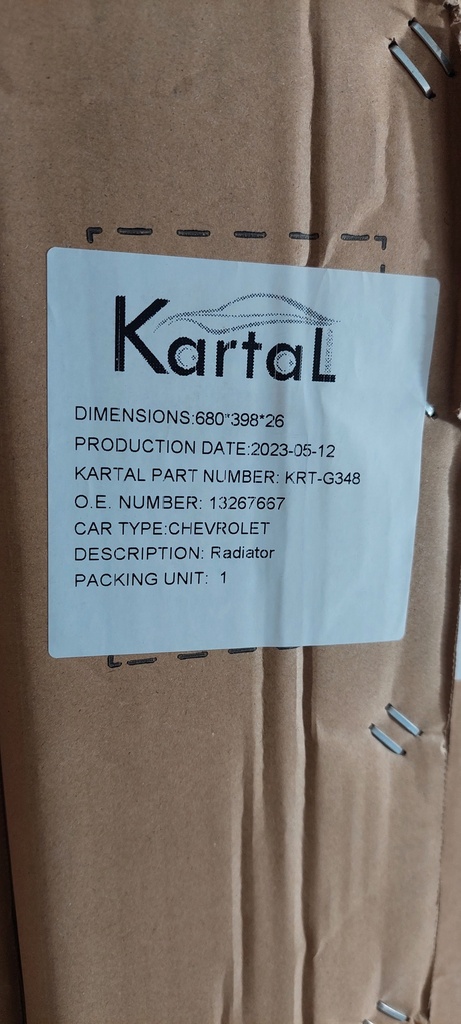 Kartal
DIMENSIONS:680*398*26
PRODUCTION DATE:2023-05-12
KARTAL PART NUMBER: KRT-G348
O.E. NUMBER: 13267667
CAR TYPE:CHEVROLET
DESCRIPTION: Radiator
PACKING UNIT: 1